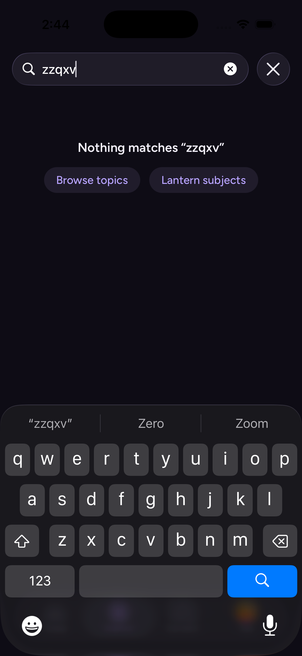 2:44
zzqxv
Nothing matches “zzqxv”
Browse topics
Lantern subjects
“zzqxv” Zero Zoom
q w e r t y u i o p
a s d f g h j k l
z x c v b n m
123